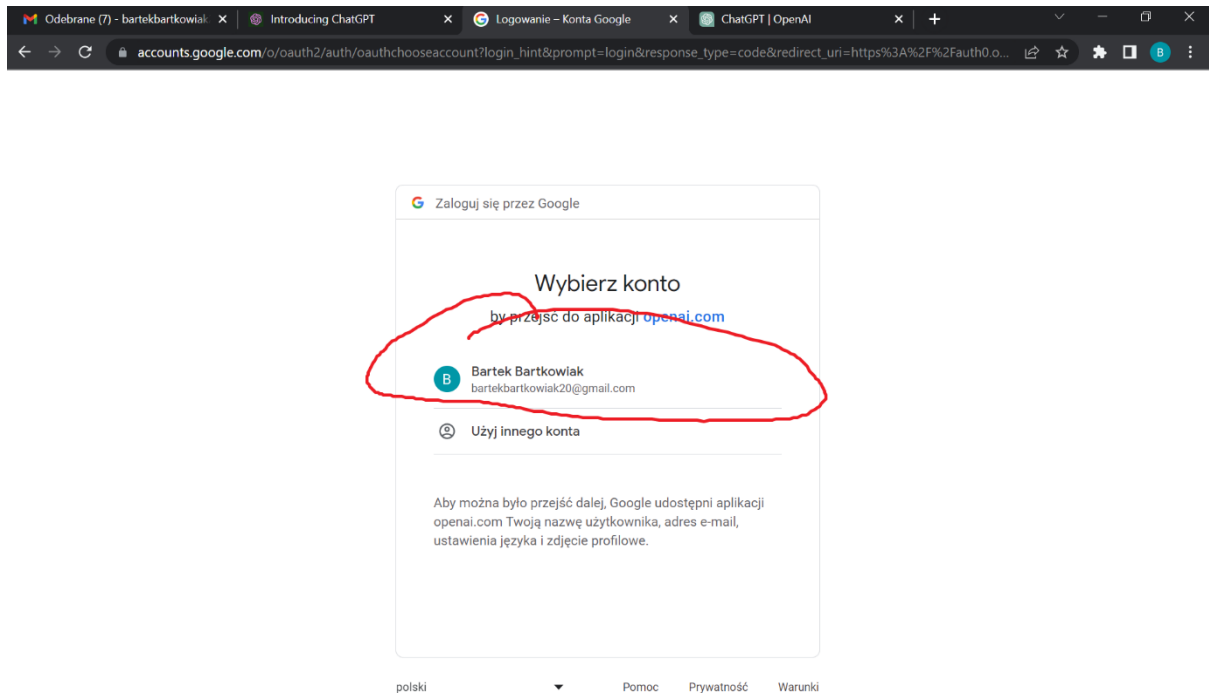 Odebrane (7) - bartekbartkowiak
Introducing ChatGPT
Logowanie – Konta Google
ChatGPT | OpenAI
accounts.google.com/o/oauth2/auth/oauthchooseaccount?login_hint&prompt=login&response_type=code&redirect_uri=https%3A%2F%2Fauth0.o...
B
Zaloguj się przez Google
Wybierz konto
by przejść do aplikacji openai.com
B
Bartek Bartkowiak
bartekbartkowiak20@gmail.com
Użyj innego konta
Aby można było przejść dalej, Google udostępni aplikacji
openai.com Twoją nazwę użytkownika, adres e-mail,
ustawienia języka i zdjęcie profilowe.
polski
Pomoc
Prywatność
Warunki